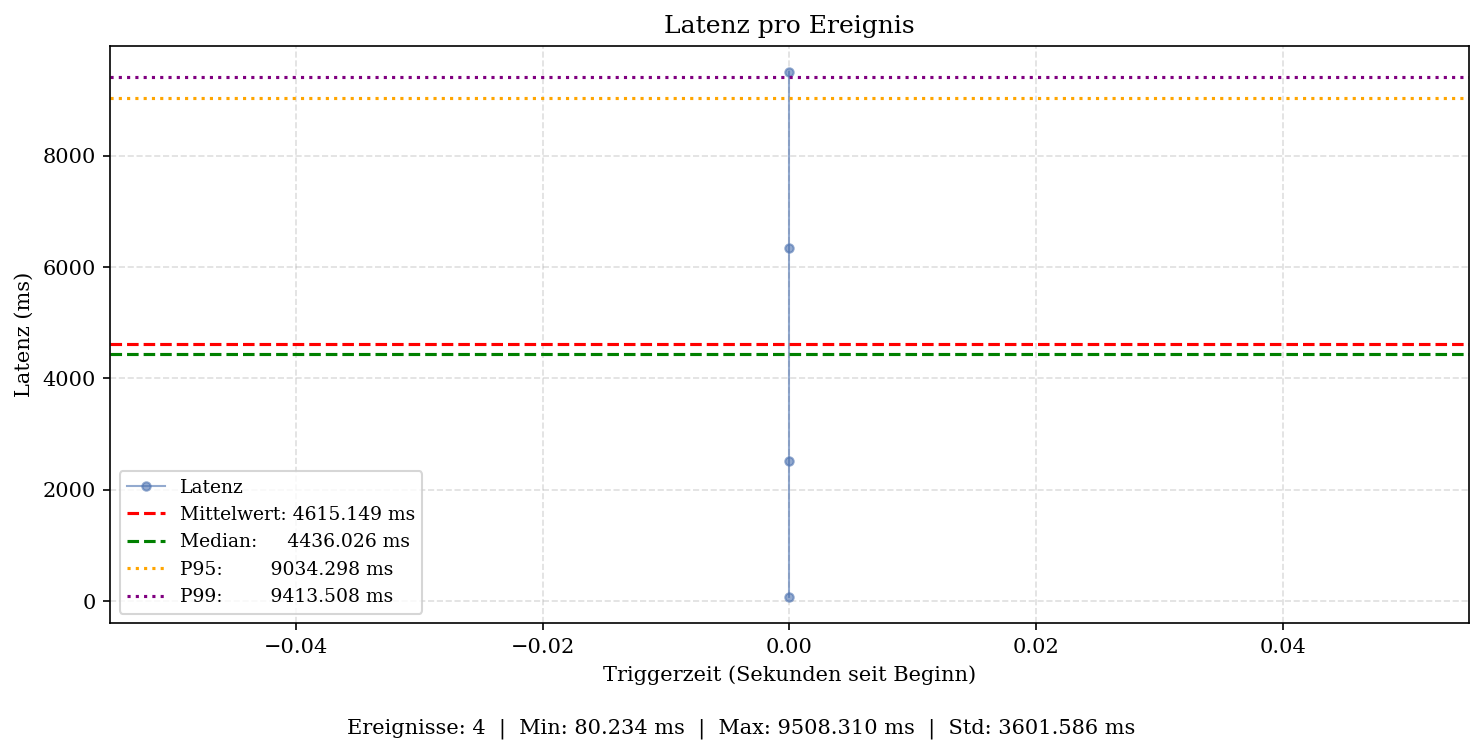 Latenz pro Ereignis
Latenz (ms)
8000
6000
4000
2000
0
Latenz
Mittelwert: 4615.149 ms
Median: 4436.026 ms
P95: 9034.298 ms
P99: 9413.508 ms
−0.04 −0.02 0.00 0.02 0.04
Triggerzeit (Sekunden seit Beginn)
Ereignisse: 4 | Min: 80.234 ms | Max: 9508.310 ms | Std: 3601.586 ms